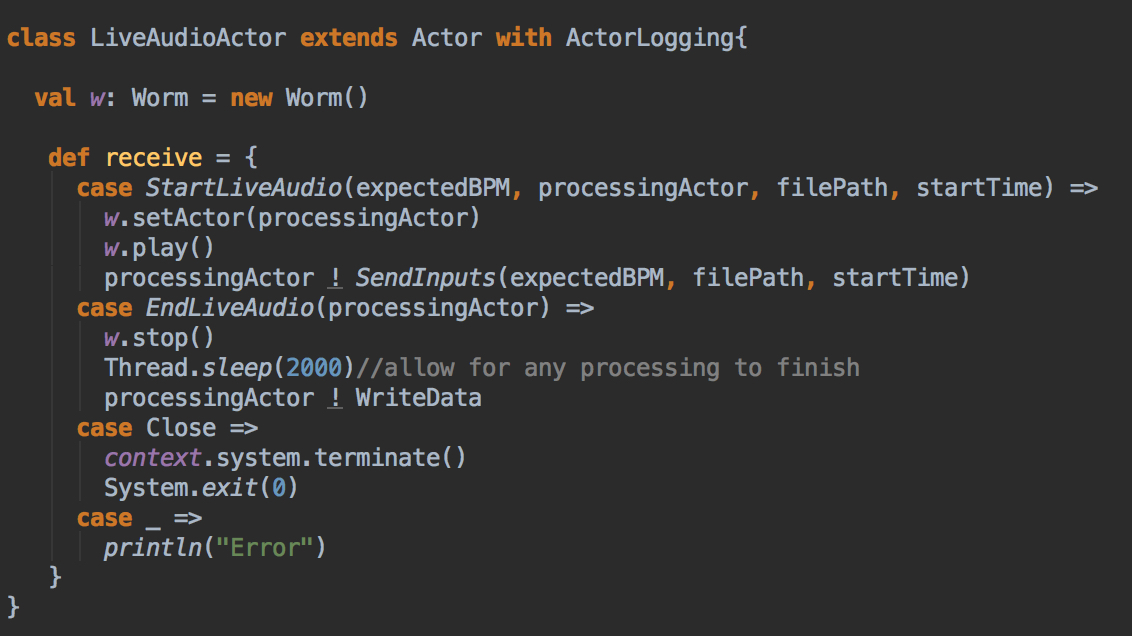 class LiveAudioActor extends Actor with ActorLogging{
val w: Worm = new Worm()
def receive = {
case StartLiveAudio(expectedBPM, processingActor, filePath, startTime) =>
w.setActor(processingActor)
w.play()
processingActor ! SendInputs(expectedBPM, filePath, startTime)
case EndLiveAudio(processingActor) =>
w.stop()
Thread.sleep(2000)//allow for any processing to finish
processingActor ! WriteData
case Close =>
context.system.terminate()
System.exit(0)
case _ =>
println("Error")
}
}